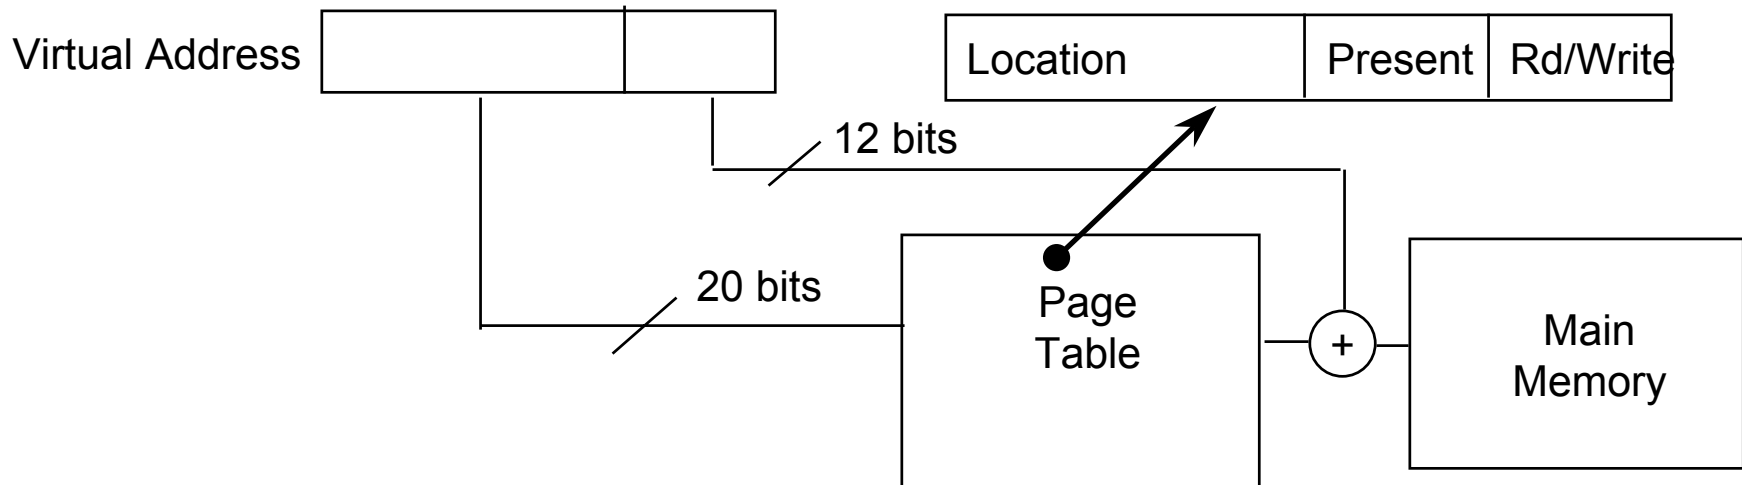 Virtual Address
Location Present Rd/Write
12 bits
20 bits
Page
Table
+
Main
Memory